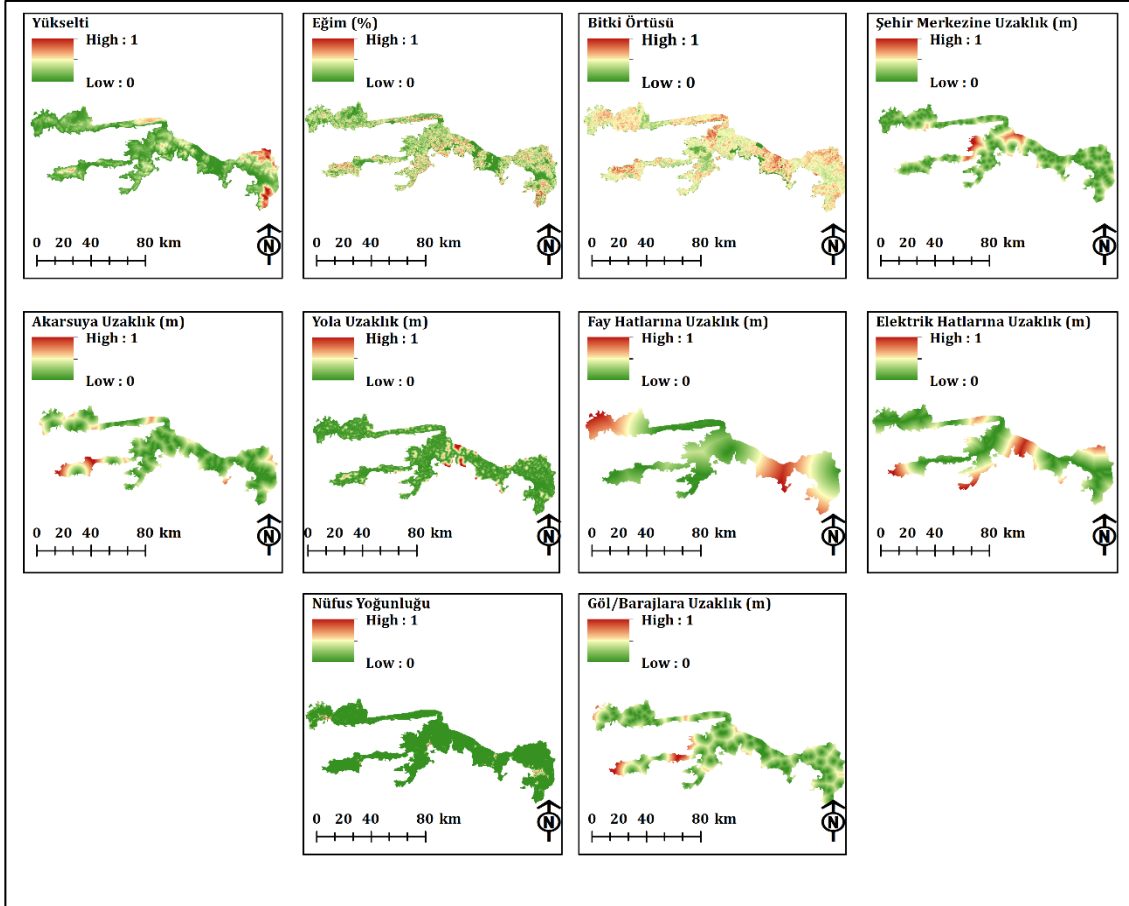 Yükselti
High : 1
Low : 0
0 20 40 80 km
N
Eğim (%)
High : 1
Low : 0
0 20 40 80 km
N
Bitki Örtüsü
High : 1
Low : 0
0 20 40 80 km
N
Şehir Merkezine Uzaklık (m)
High : 1
Low : 0
0 20 40 80 km
N
Akarsuya Uzaklık (m)
High : 1
Low : 0
0 20 40 80 km
N
Yola Uzaklık (m)
High : 1
Low : 0
0 20 40 80 km
N
Fay Hatlarına Uzaklık (m)
High : 1
Low : 0
0 20 40 80 km
N
Elektrik Hatlarına Uzaklık (m)
High : 1
Low : 0
0 20 40 80 km
N
Nüfus Yoğunluğu
High : 1
Low : 0
0 20 40 80 km
N
Göl/Barajlara Uzaklık (m)
High : 1
Low : 0
0 20 40 80 km
N